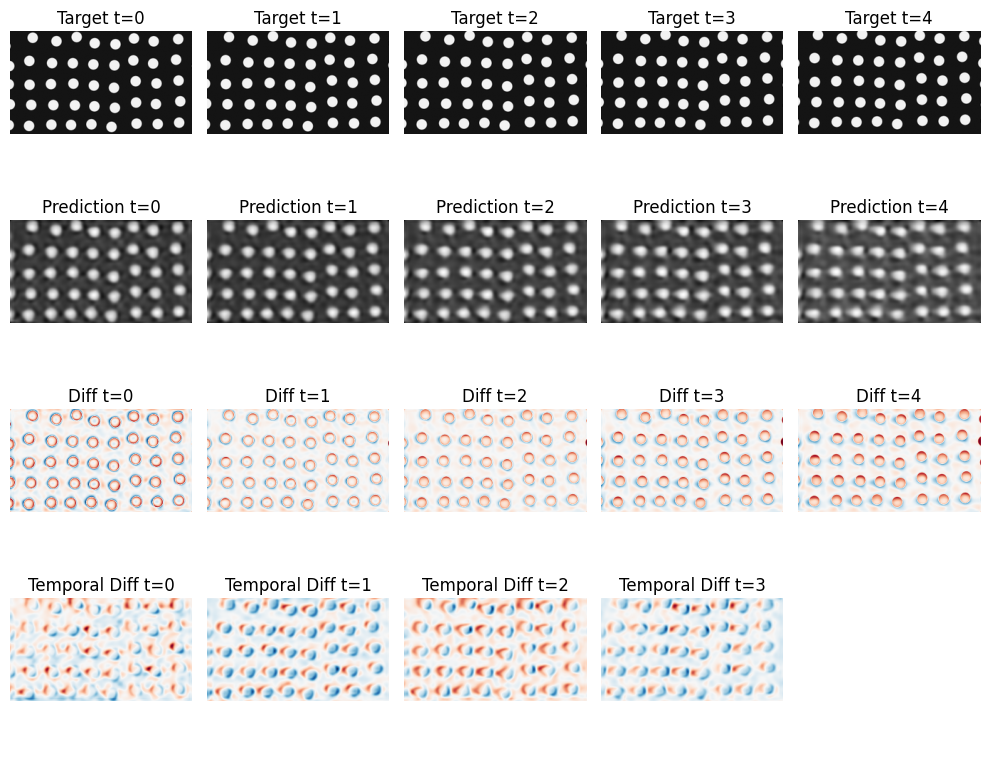 Target t=0 Target t=1 Target t=2 Target t=3 Target t=4
Prediction t=0 Prediction t=1 Prediction t=2 Prediction t=3 Prediction t=4
Diff t=0 Diff t=1 Diff t=2 Diff t=3 Diff t=4
Temporal Diff t=0 Temporal Diff t=1 Temporal Diff t=2 Temporal Diff t=3